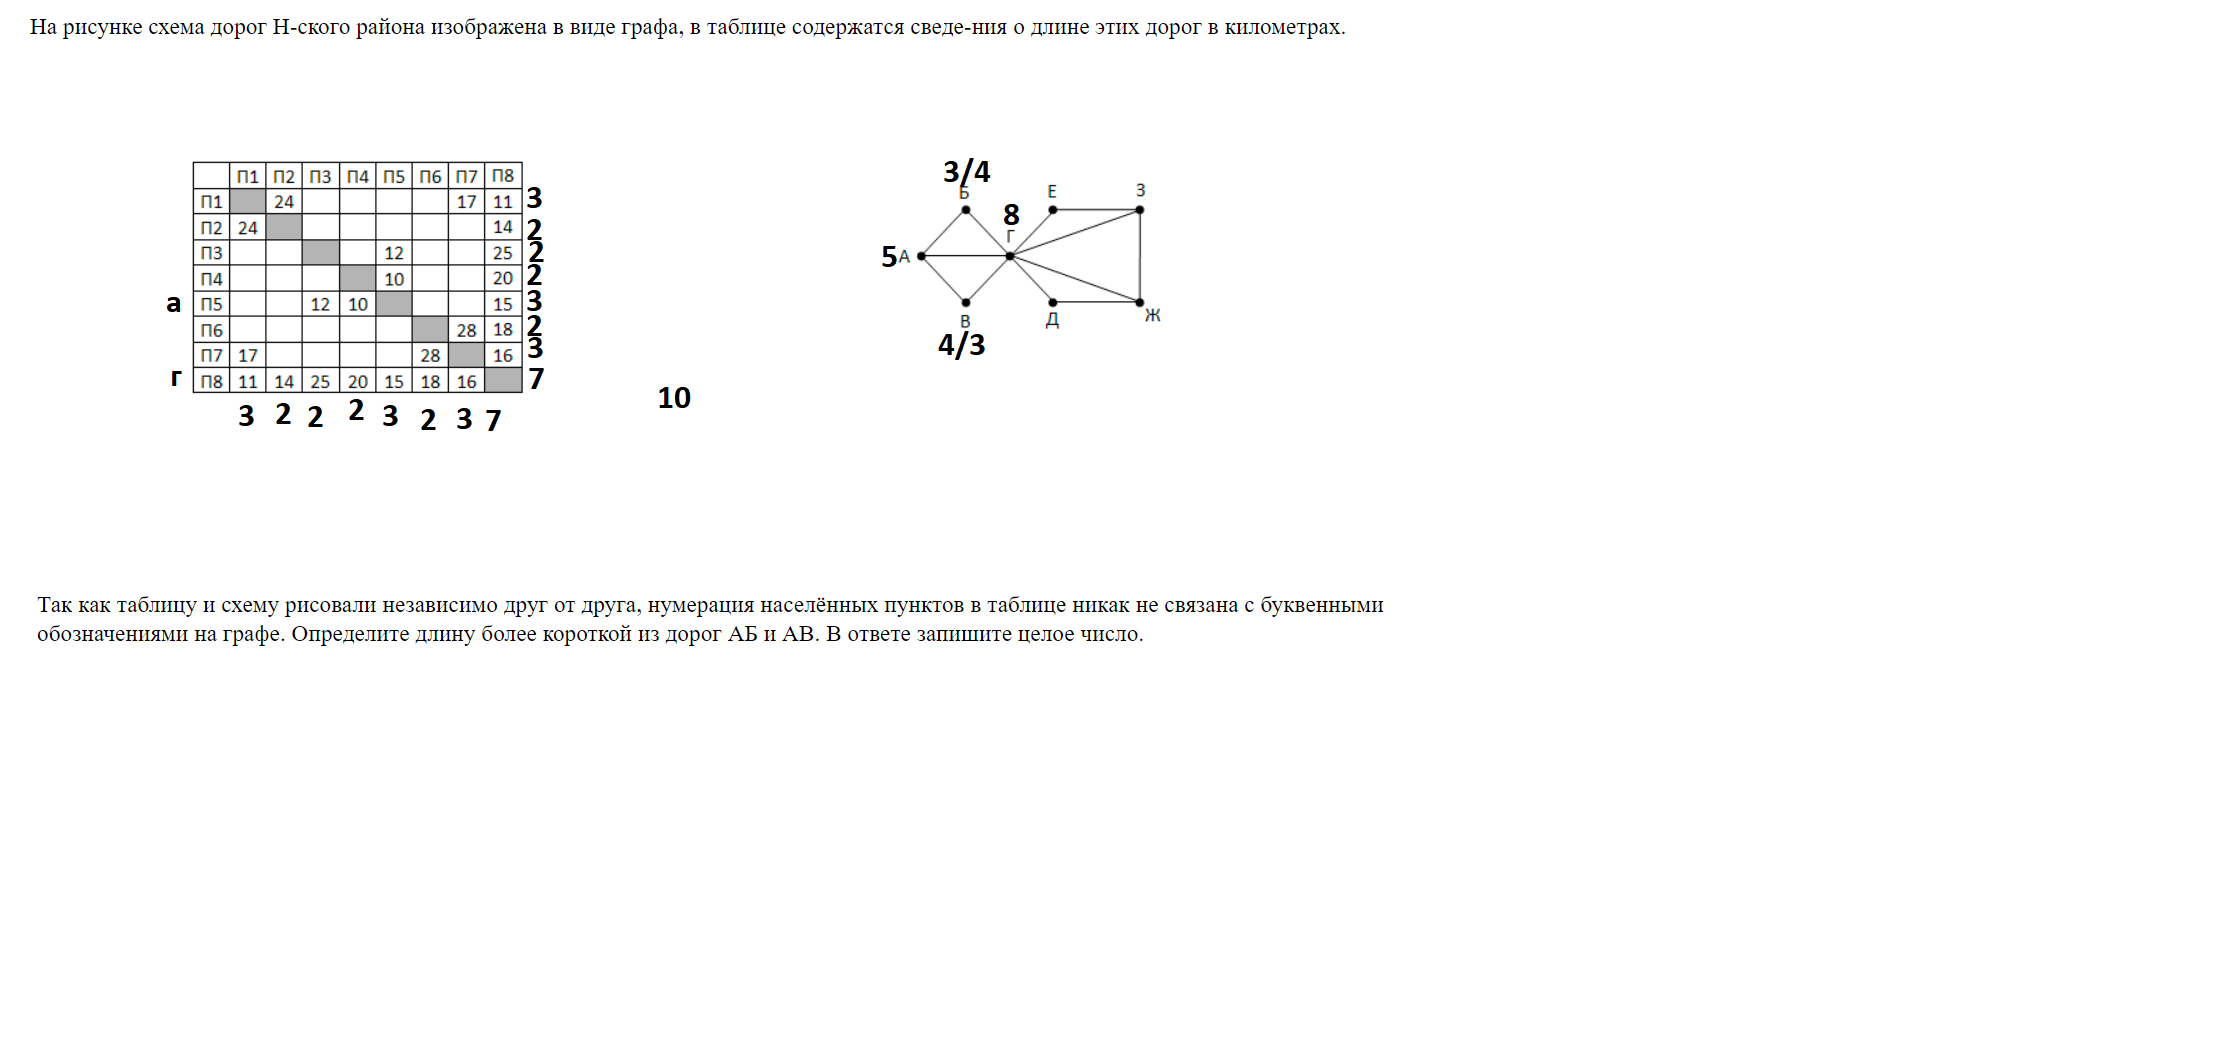 На рисунке схема дорог Н-ского района изображена в виде графа, в таблице содержатся сведе-ния о длине этих дорог в километрах.
П1 П2 П3 П4 П5 П6 П7 П8
П1 24 17 11 3
П2 24 14 2
П3 12 25 2
П4 10 20 2
а П5 12 10 15 3
П6 28 18 2
П7 17 28 16 3
г П8 11 14 25 20 15 18 16 7
3 2 2 2 3 2 3 7
10
3/4
Б Е З
8
Г
5 А
В Д Ж
4/3
Так как таблицу и схему рисовали независимо друг от друга, нумерация населённых пунктов в таблице никак не связана с буквенными
обозначениями на графе. Определите длину более короткой из дорог АБ и АВ. В ответе запишите целое число.